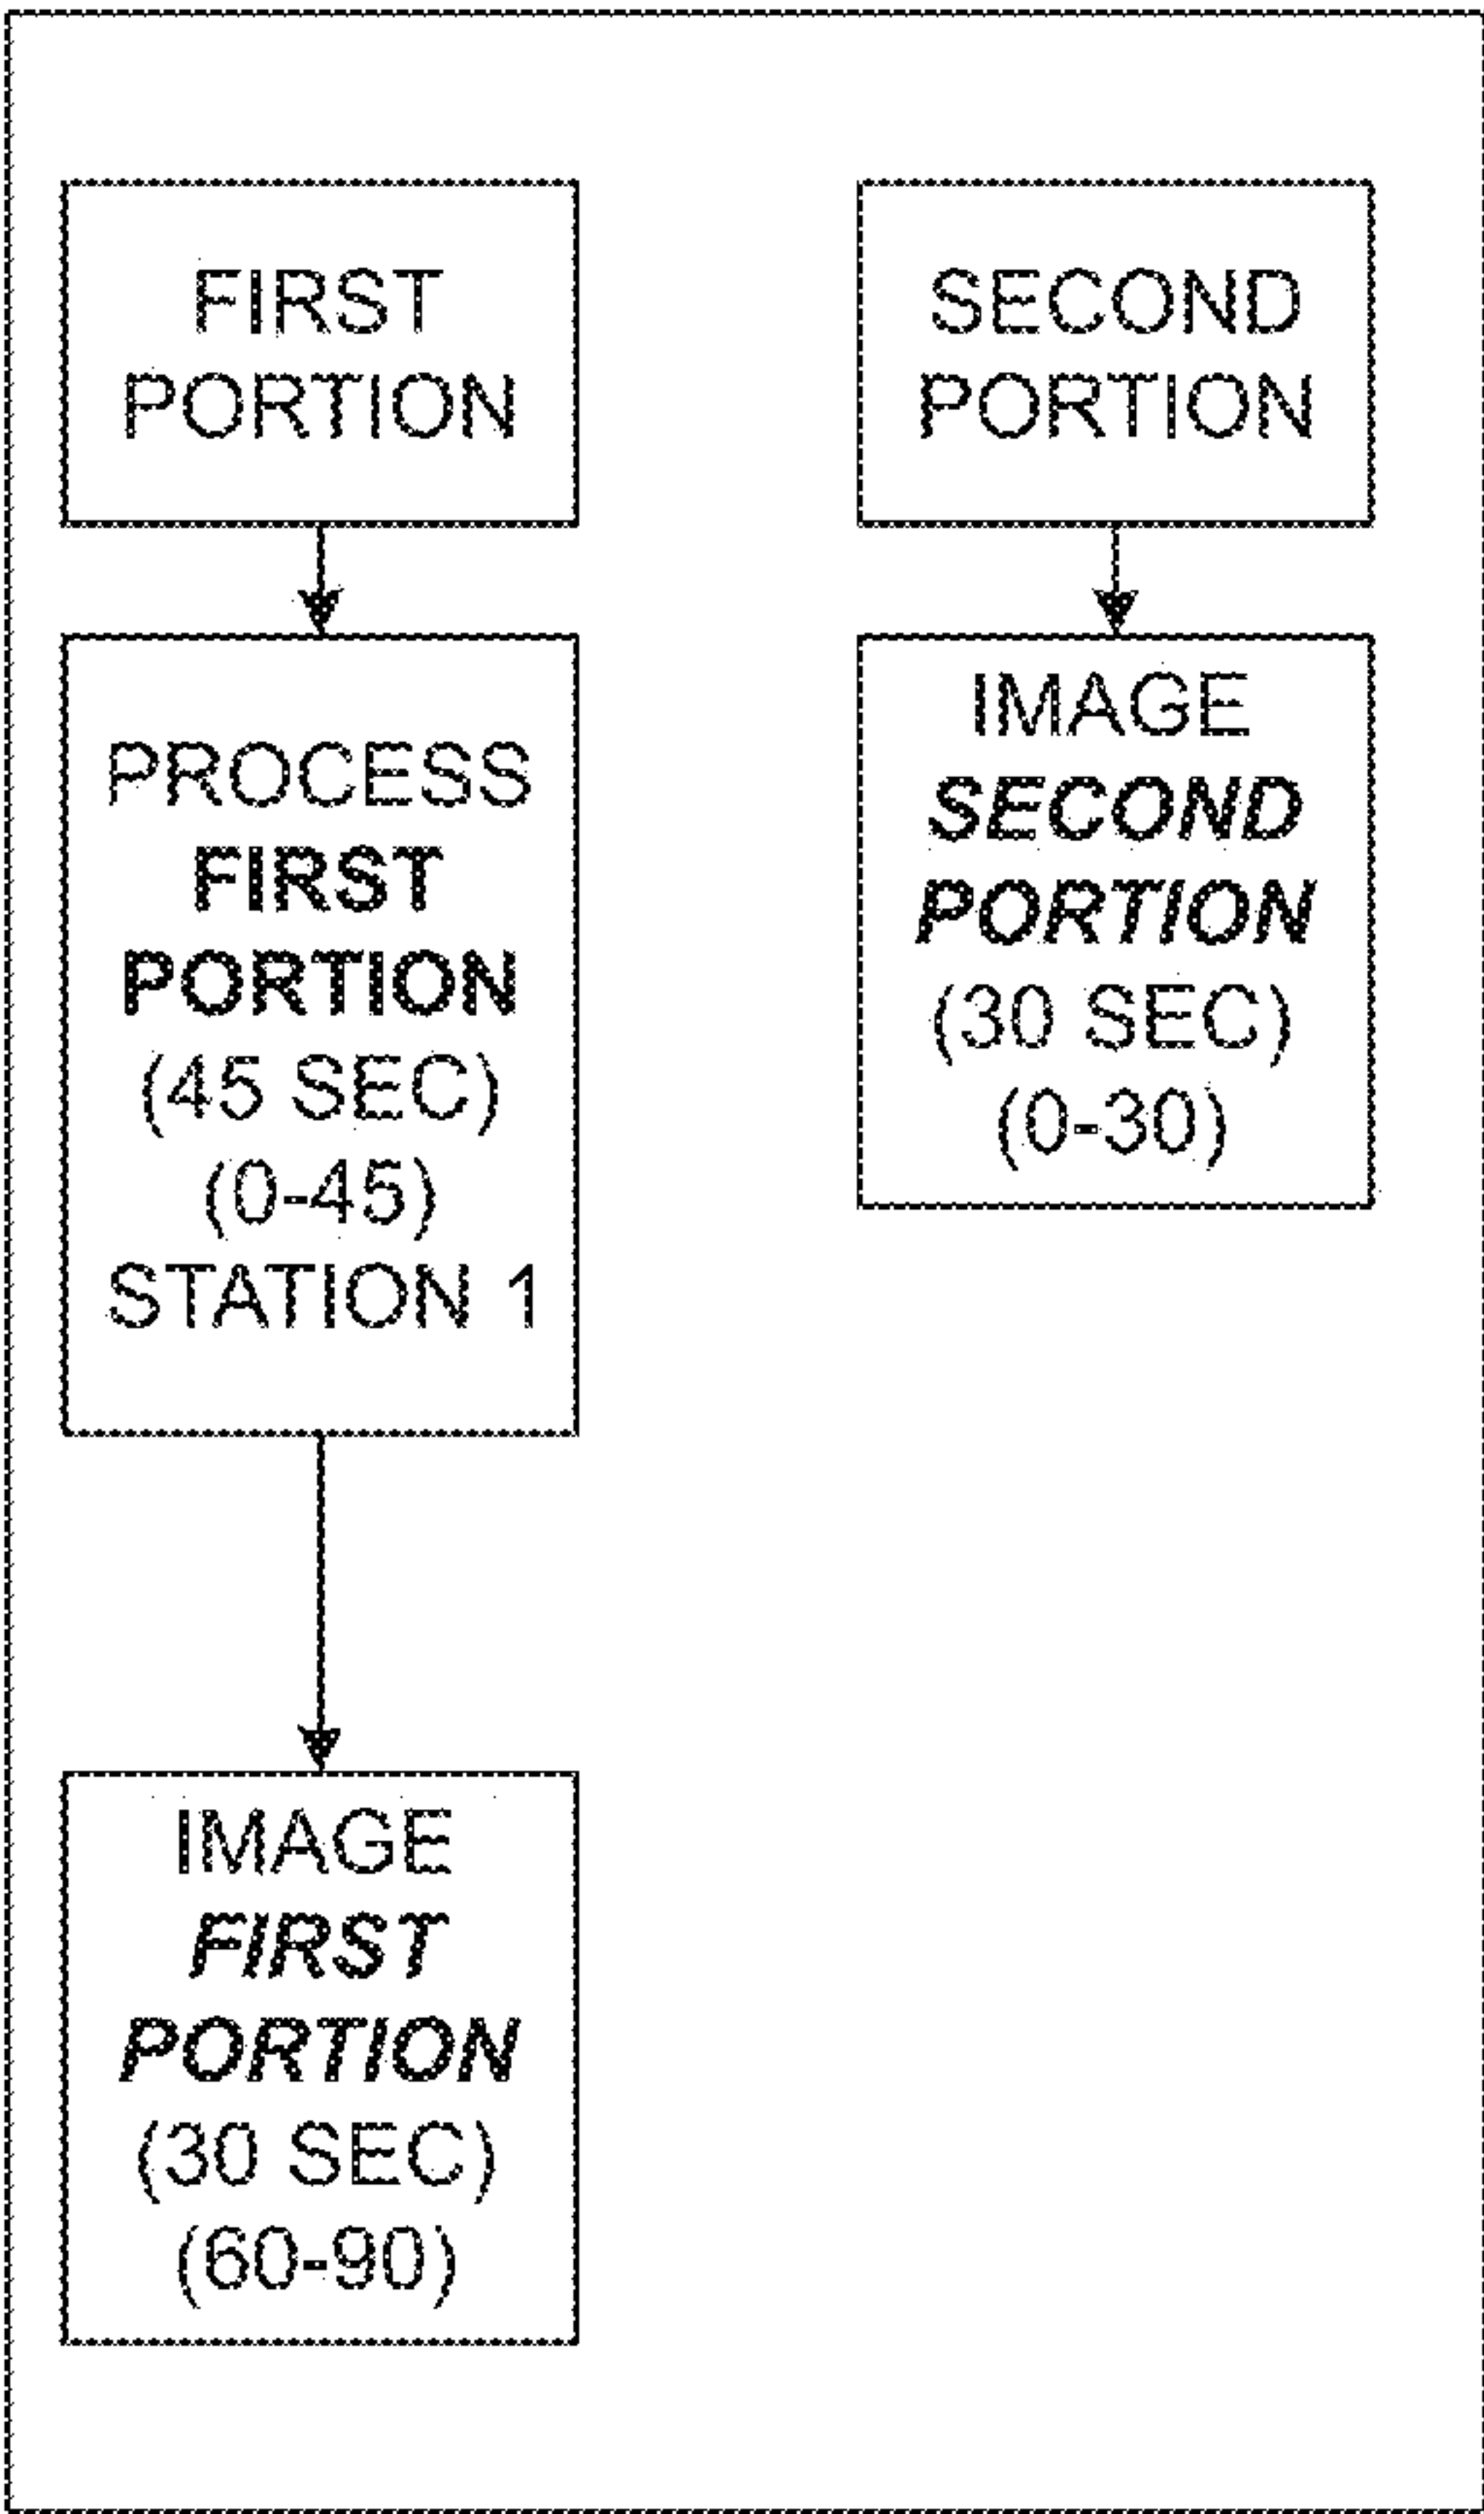 FIRST
PORTION
SECOND
PORTION
PROCESS
FIRST
PORTION
(45 SEC)
(0-45)
STATION 1
IMAGE
SECOND
PORTION
(30 SEC)
(0-30)
IMAGE
FIRST
PORTION
(30 SEC)
(60-90)